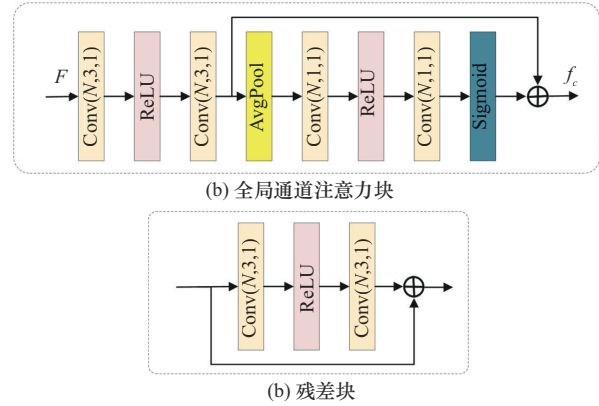 F
Conv(N,3,1)
ReLU
Conv(N,3,1)
AvgPool
Conv(N,1,1)
ReLU
Conv(N,1,1)
Sigmoid
f_c
(b) 全局通道注意力块
Conv(N,3,1)
ReLU
Conv(N,3,1)
(b) 残差块